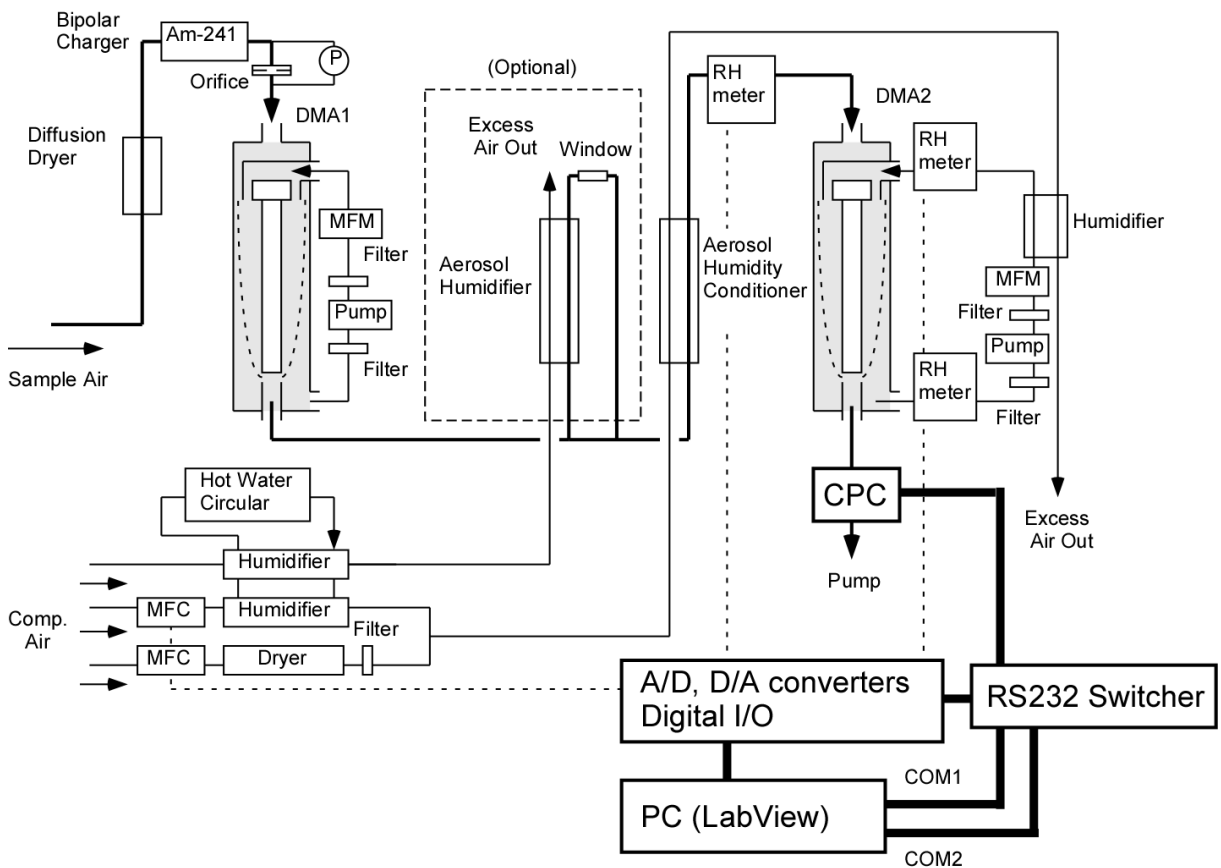 Bipolar
Charger
Am-241
P
Orifice
DMA1
Diffusion
Dryer
MFM
Filter
Pump
Filter
Sample Air
(Optional)
Excess
Air Out
Window
Aerosol
Humidifier
RH
meter
Aerosol
Humidity
Conditioner
DMA2
RH
meter
Humidifier
MFM
Filter
Pump
RH
meter
Filter
CPC
Pump
Excess
Air Out
Hot Water
Circular
Humidifier
MFC
Humidifier
Comp.
Air
Filter
MFC
Dryer
A/D, D/A converters
Digital I/O
RS232 Switcher
COM1
PC (LabView)
COM2